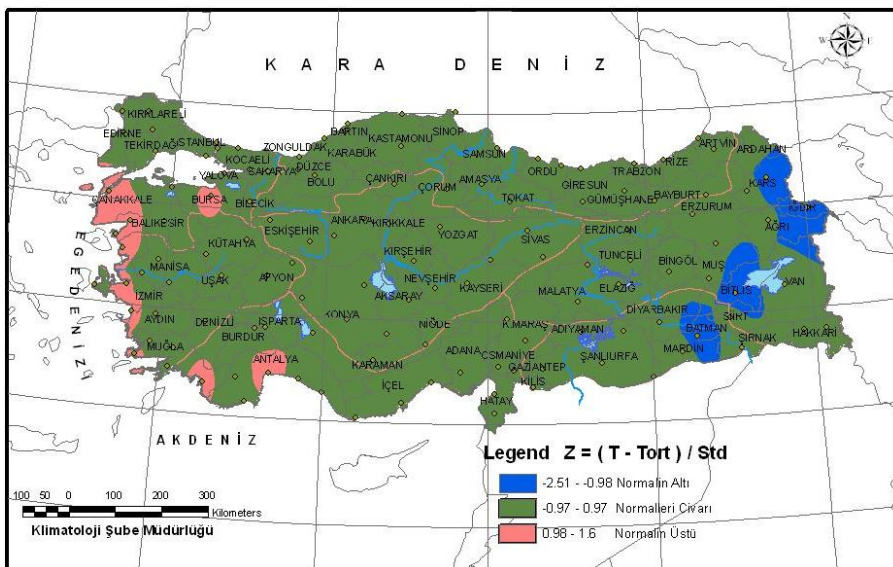 N
W
E
K A R A D E N İ Z
KIRKLARELİ
EDİRNE
TEKİRDAĞ
İSTANBUL
KOCAELİ
YALOVA
SAKARYA
ZONGULDAK
DÜZCE
BOLU
BARTIN
KARABÜK
KASTAMONU
SİNOP
SAMSUN
ÇANKIRI
ÇORUM
AMASYA
TOKAT
ORDU
GİRESUN
TRABZON
RİZE
ARTVİN
ARDAHAN
KARS
GÜMÜŞHANE
BAYBURT
ERZURUM
IĞDIR
AĞRI
ÇANAKKALE
BALIKESİR
BURSA
BİLECİK
ESKİŞEHİR
KÜTAHYA
ANKARA
KIRIKKALE
YOZGAT
SİVAS
ERZİNCAN
TUNCELİ
BİNGÖL
MUŞ
BİTLİS
VAN
E G E D E N İ Z İ
MANİSA
UŞAK
AFYON
KIRŞEHİR
NEVŞEHİR
KAYSERİ
AKSARAY
MALATYA
ELAZIĞ
DİYARBAKIR
BATMAN
SİİRT
ŞIRNAK
HAKKARİ
İZMİR
AYDIN
DENİZLİ
BURDUR
ISPARTA
KONYA
NİĞDE
K.MARAŞ
ADIYAMAN
MARDİN
ŞANLIURFA
MUĞLA
ANTALYA
KARAMAN
İÇEL
ADANA
OSMANİYE
GAZİANTEP
KİLİS
HATAY
A K D E N İ Z
Legend Z = ( T - Tort ) / Std
-2.51 - -0.98 Normalin Altı
-0.97 - 0.97 Normalleri Civarı
0.98 - 1.6 Normalin Üstü
100 50 0 100 200 300
Kilometers
Klimatoloji Şube Müdürlüğü